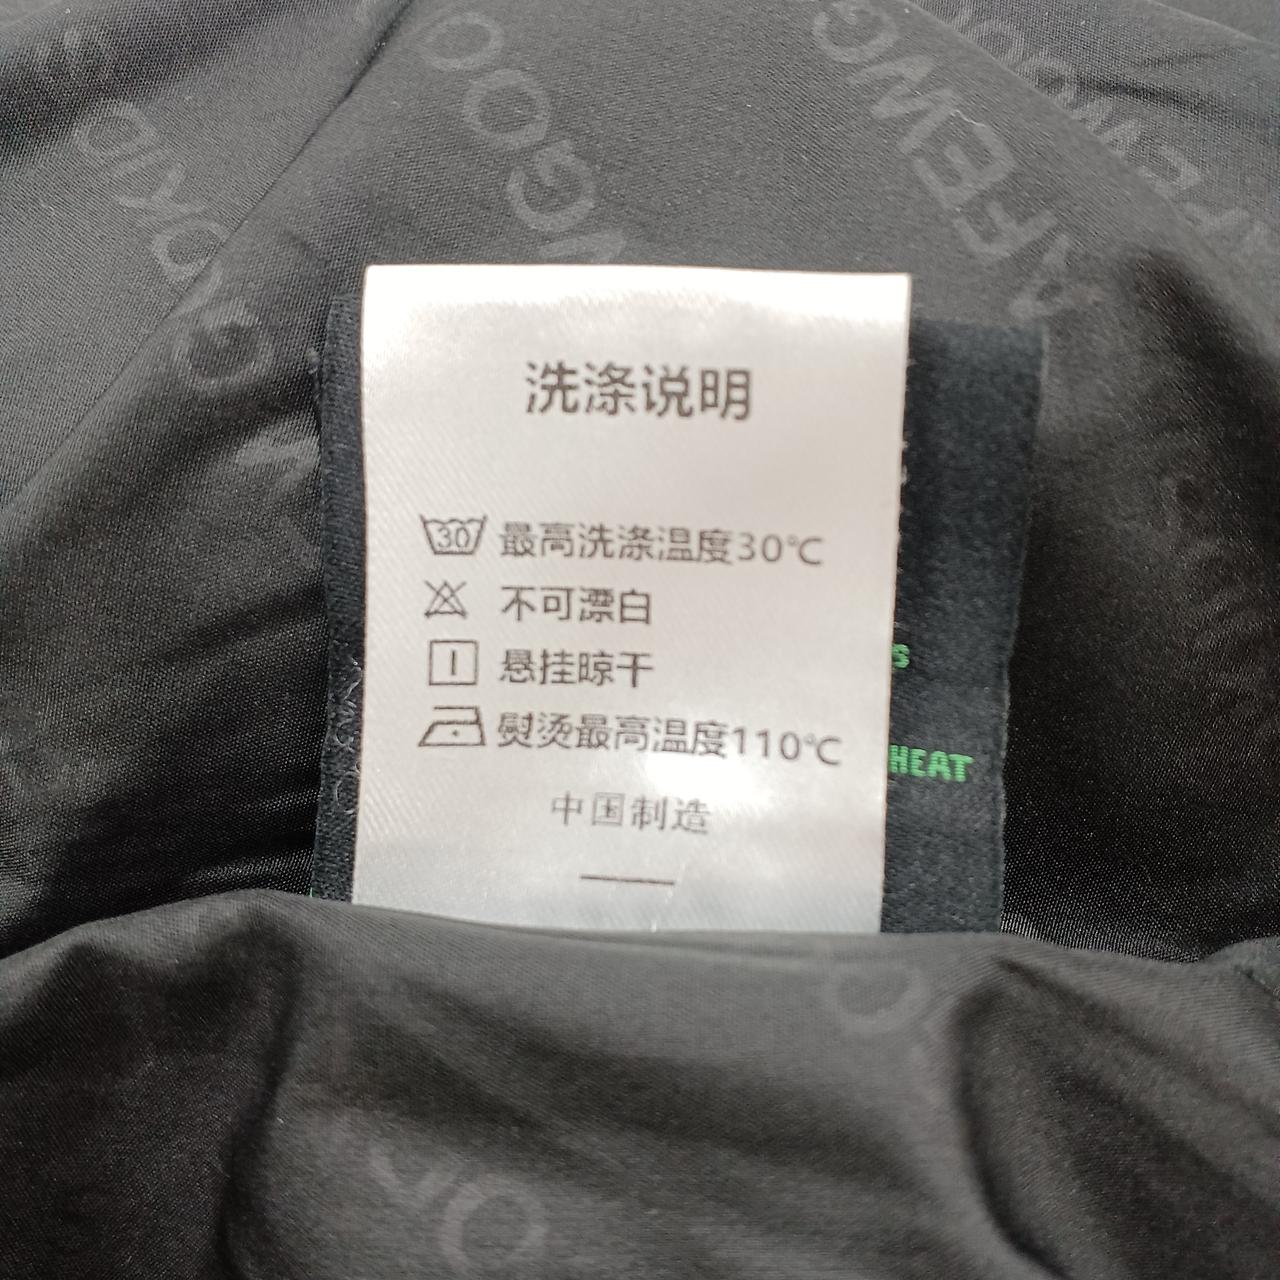 洗涤说明
30 最高洗涤温度30℃
不可漂白
悬挂晾干
熨烫最高温度110℃
中国制造
S
HEAT